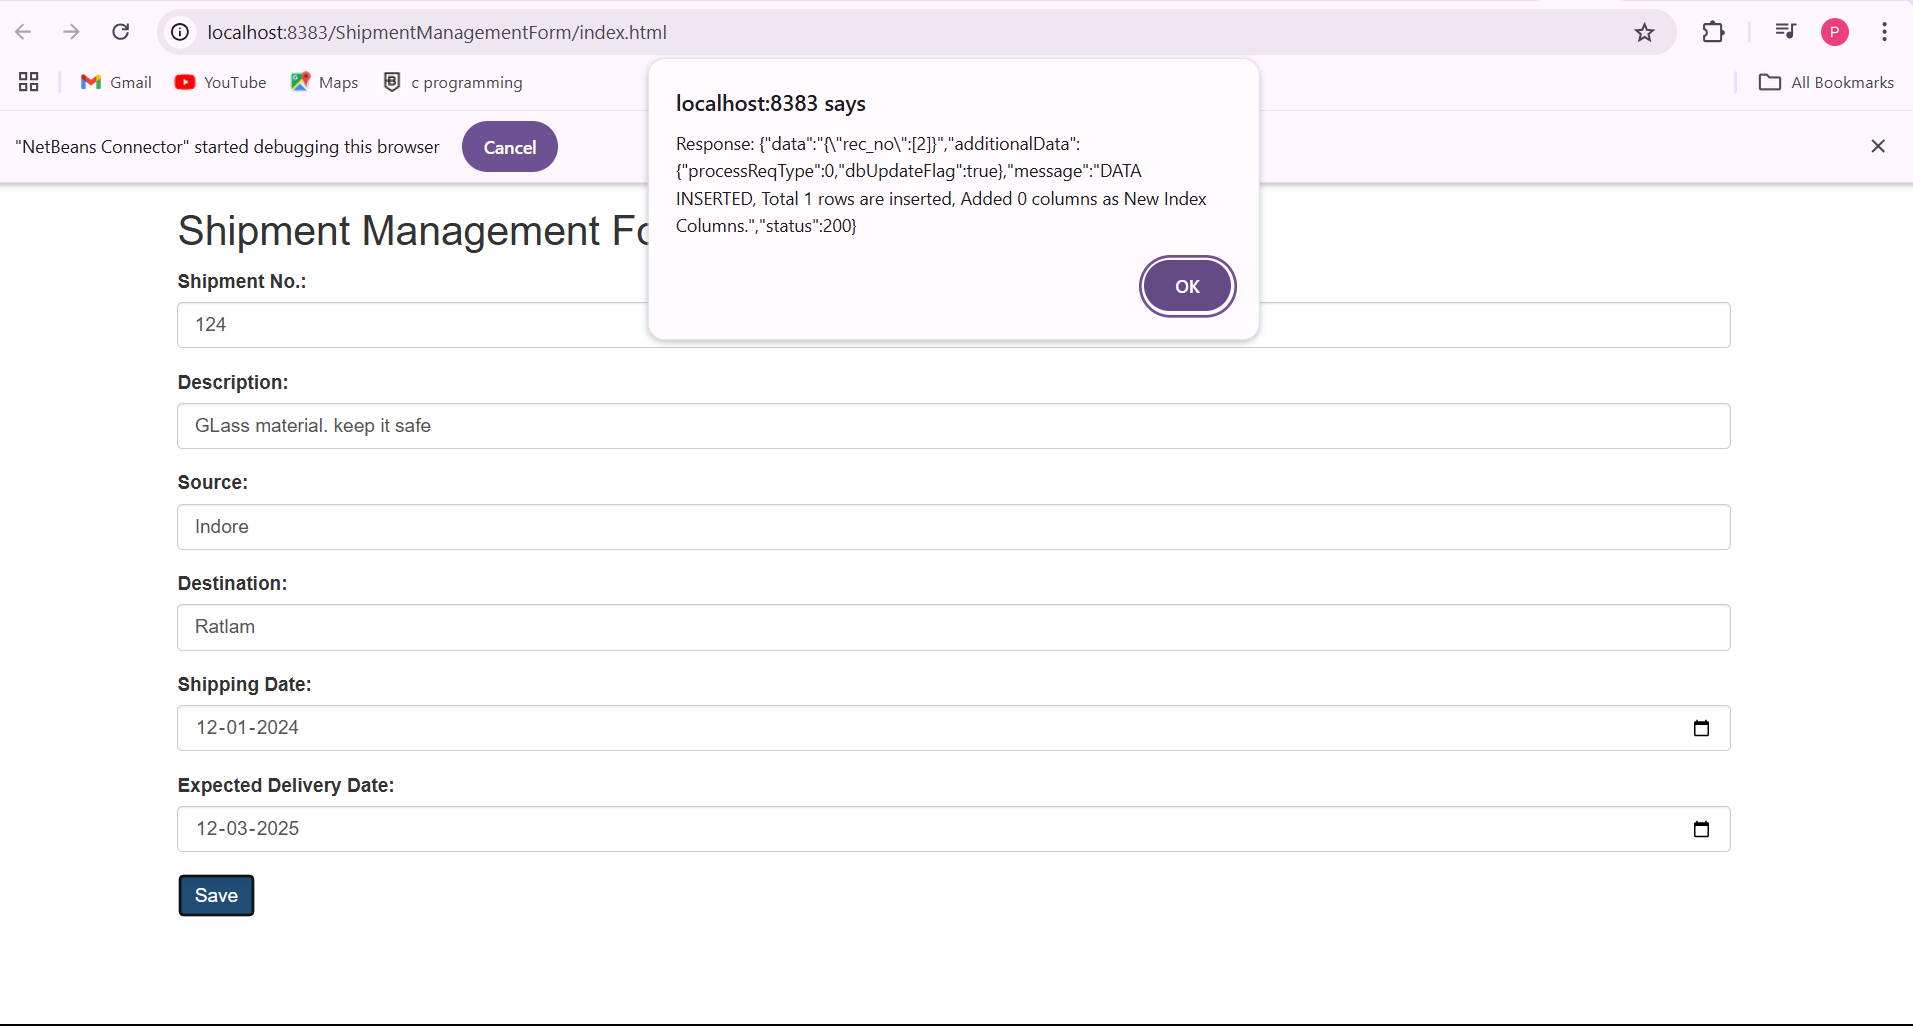 localhost:8383/ShipmentManagementForm/index.html
P
Gmail YouTube Maps c programming All Bookmarks
"NetBeans Connector" started debugging this browser Cancel
localhost:8383 says
Response: {"data":"{\"rec_no\":[2]}","additionalData":
{"processReqType":0,"dbUpdateFlag":true},"message":"DATA
INSERTED, Total 1 rows are inserted, Added 0 columns as New Index
Columns.","status":200}
OK
Shipment Management Fo
Shipment No.:
124
Description:
GLass material. keep it safe
Source:
Indore
Destination:
Ratlam
Shipping Date:
12-01-2024
Expected Delivery Date:
12-03-2025
Save